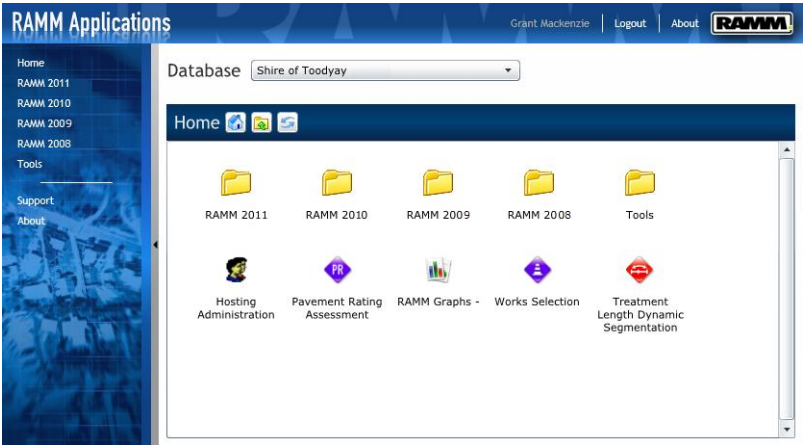 RAMM Applications
Grant Mackenzie | Logout | About RAMM
Home
RAMM 2011
RAMM 2010
RAMM 2009
RAMM 2008
Tools
Support
About
Database Shire of Toodyay
Home
RAMM 2011 RAMM 2010 RAMM 2009 RAMM 2008 Tools
PR
Hosting Pavement Rating RAMM Graphs - Works Selection Treatment
Administration Assessment Length Dynamic
Segmentation